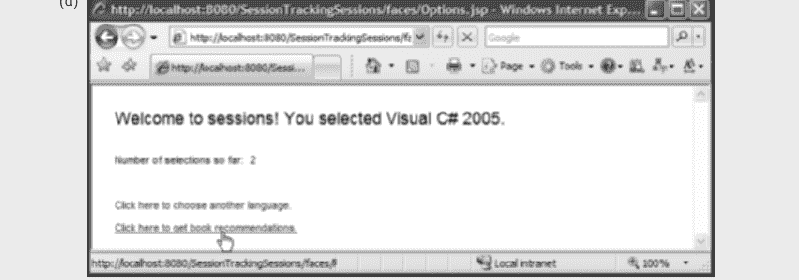 (d)
http://localhost:8080/SessionTrackingSessions/faces/Options.jsp - Windows Internet Exp...
http://localhost:8080/SessionTrackingSessions/fa
Google
http://localhost:8080/Sessi...
Page
Tools
Welcome to sessions! You selected Visual C# 2005.
Number of selections so far: 2
Click here to choose another language.
Click here to get book recommendations.
http://localhost:8080/SessionTrackingSessions/faces/#
Local intranet
100%